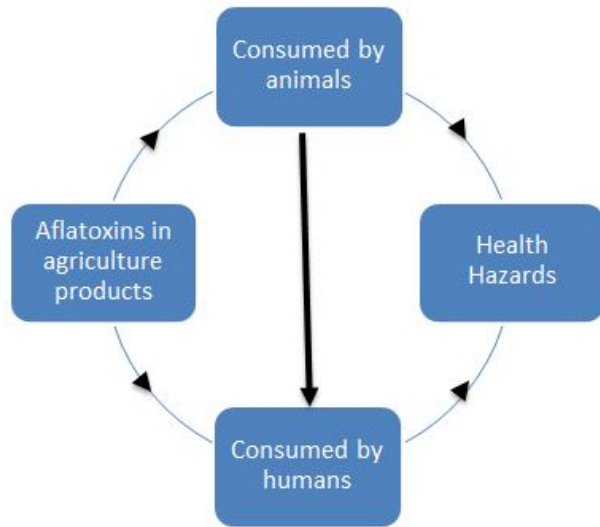 Consumed by
animals
Aflatoxins in
agriculture
products
Health
Hazards
Consumed by
humans